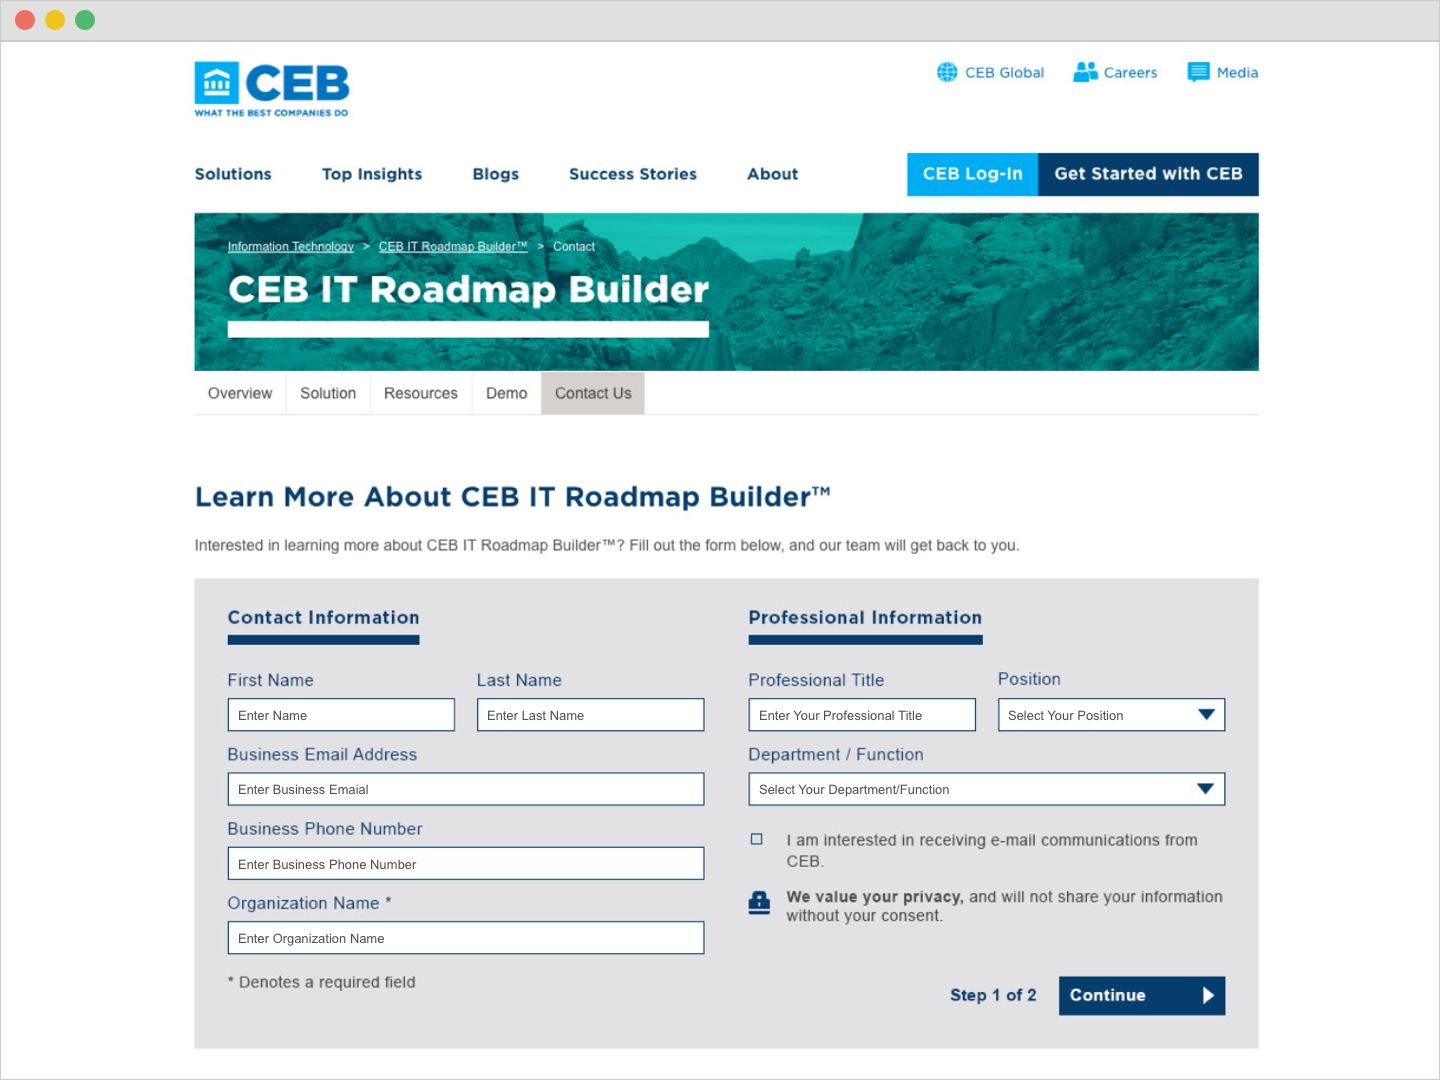 CEB
WHAT THE BEST COMPANIES DO
CEB Global
Careers
Media
Solutions
Top Insights
Blogs
Success Stories
About
CEB Log-In
Get Started with CEB
Information Technology > CEB IT Roadmap Builder™ > Contact
CEB IT Roadmap Builder
Overview
Solution
Resources
Demo
Contact Us
Learn More About CEB IT Roadmap Builder™
Interested in learning more about CEB IT Roadmap Builder™? Fill out the form below, and our team will get back to you.
Contact Information
First Name
Last Name
Enter Name
Enter Last Name
Business Email Address
Enter Business Emaial
Business Phone Number
Enter Business Phone Number
Organization Name *
Enter Organization Name
* Denotes a required field
Professional Information
Professional Title
Position
Enter Your Professional Title
Select Your Position
Department / Function
Select Your Department/Function
I am interested in receiving e-mail communications from
CEB.
We value your privacy, and will not share your information
without your consent.
Step 1 of 2
Continue